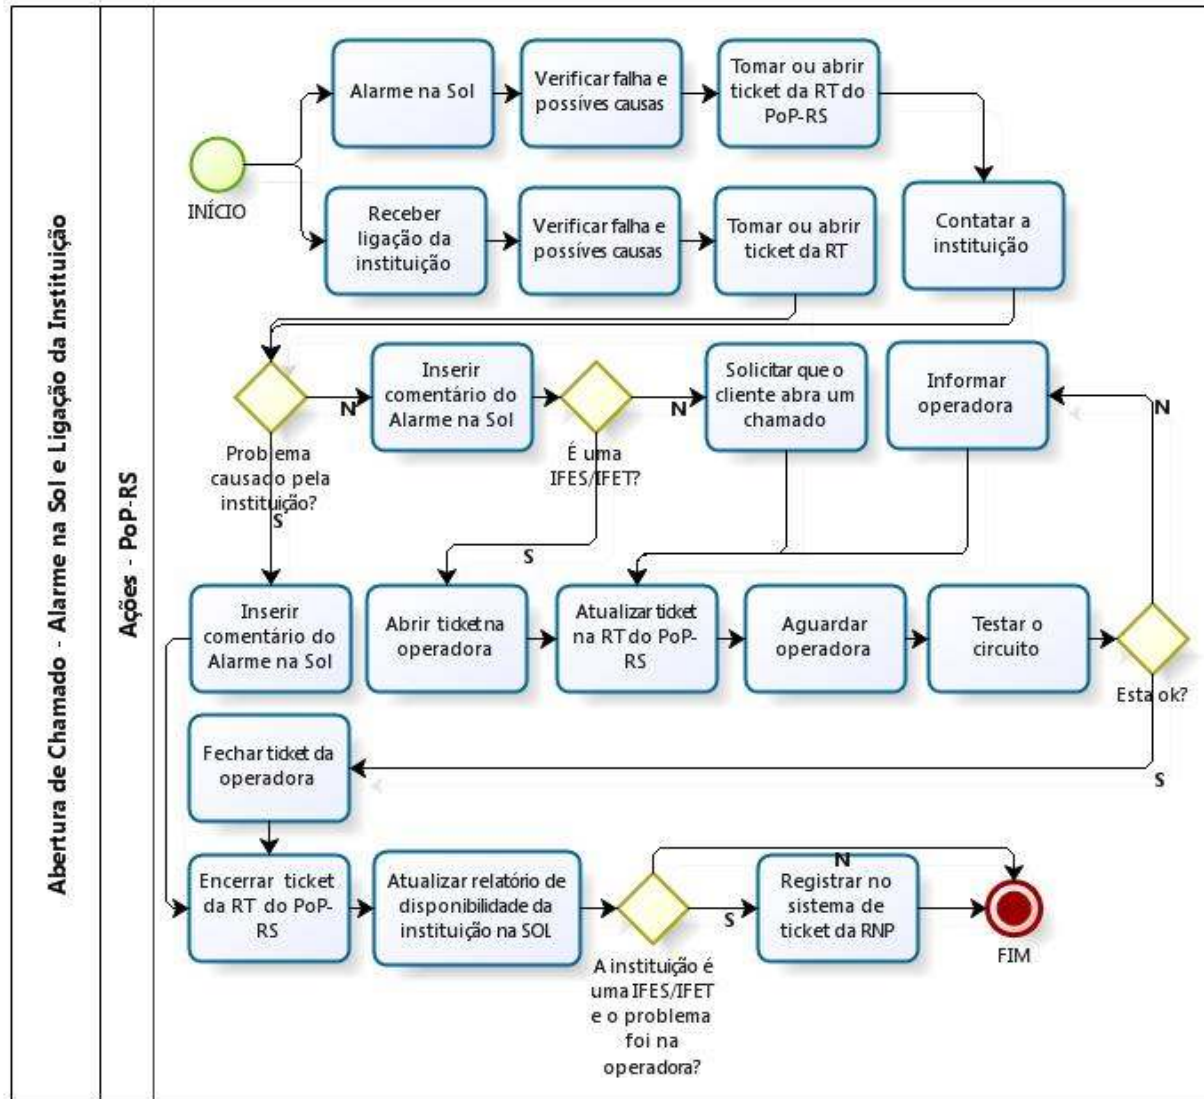 Abertura de Chamado - Alarme na Sol e Ligação da Instituição
Ações - PoP-RS
INÍCIO
Alarme na Sol
Verificar falha e
possíves causas
Tomar ou abrir
ticket da RT do
PoP-RS
Receber
ligação da
instituição
Verificar falha e
possíves causas
Tomar ou abrir
ticket da RT
Contatar a
instituição
Problema
causado pela
instituição?
N
S
Inserir
comentário do
Alarme na Sol
É uma
IFES/IFET?
N
S
Solicitar que o
cliente abra um
chamado
Informar
operadora
N
Inserir
comentário do
Alarme na Sol
Abrir ticket na
operadora
Atualizar ticket
na RT do PoP-
RS
Aguardar
operadora
Testar o
circuito
Esta ok?
S
Fechar ticket da
operadora
Encerrar ticket
da RT do PoP-
RS
Atualizar relatório de
disponibilidade da
instituição na SOL
A instituição é
uma IFES/IFET
e o problema
foi na
operadora?
N
S
Registrar no
sistema de
ticket da RNP
FIM